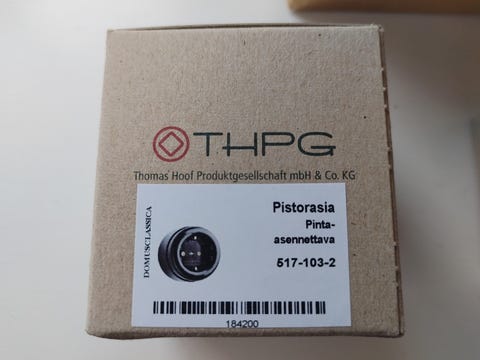 THPG
Thomas Hoof Produktgesellschaft mbH & Co. KG
DOMUSCLASSICA
Pistorasia
Pinta-
asennettava
517-103-2
184200